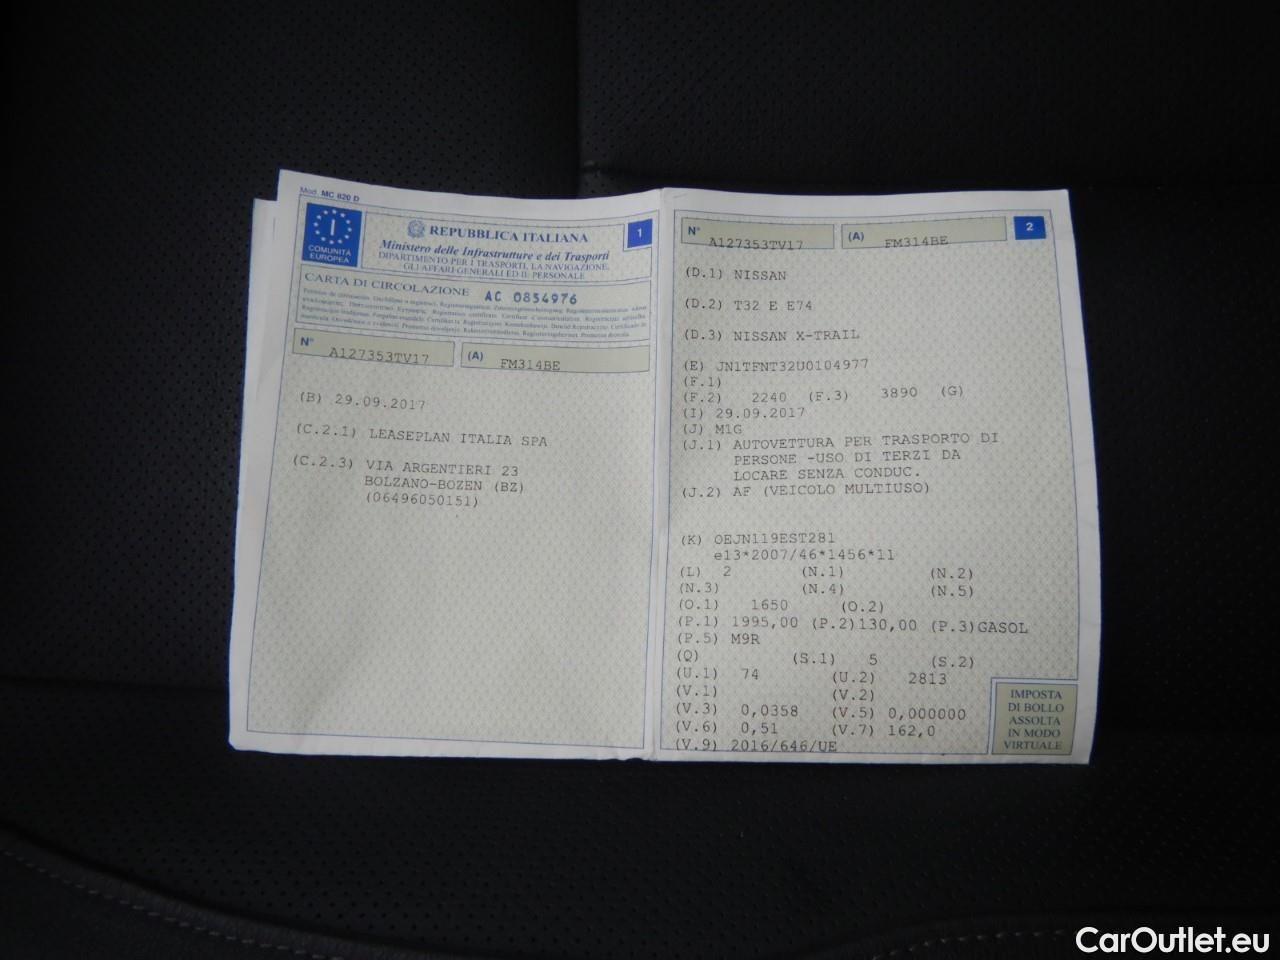 Mod. MC 820 D
I
COMUNITÀ
EUROPEA
REPUBBLICA ITALIANA
Ministero delle Infrastrutture e dei Trasporti
DIPARTIMENTO PER I TRASPORTI, LA NAVIGAZIONE,
GLI AFFARI GENERALI ED IL PERSONALE
1
CARTA DI CIRCOLAZIONE AC 0854976
N° A127353TV17 (A) FM314BE
(B) 29.09.2017
(C.2.1) LEASEPLAN ITALIA SPA
(C.2.3) VIA ARGENTIERI 23
BOLZANO-BOZEN (BZ)
(06496050151)
N° A127353TV17 (A) FM314BE
2
(D.1) NISSAN
(D.2) T32 E E74
(D.3) NISSAN X-TRAIL
(E) JN1TFNT32U0104977
(F.1)
(F.2) 2240 (F.3) 3890 (G)
(I) 29.09.2017
(J) M1G
(J.1) AUTOVETTURA PER TRASPORTO DI
PERSONE -USO DI TERZI DA
LOCARE SENZA CONDUC.
(J.2) AF (VEICOLO MULTIUSO)
(K) OEJN119EST281
e13*2007/46*1456*11
(L) 2 (N.1) (N.2)
(N.3) (N.4) (N.5)
(O.1) 1650 (O.2)
(P.1) 1995,00 (P.2)130,00 (P.3)GASOL
(P.5) M9R
(Q) (S.1) 5 (S.2)
(U.1) 74 (U.2) 2813
(V.1) (V.2)
(V.3) 0,0358 (V.5) 0,000000
(V.6) 0,51 (V.7) 162,0
(V.9) 2016/646/UE
IMPOSTA
DI BOLLO
ASSOLTA
IN MODO
VIRTUALE
CarOutlet.eu